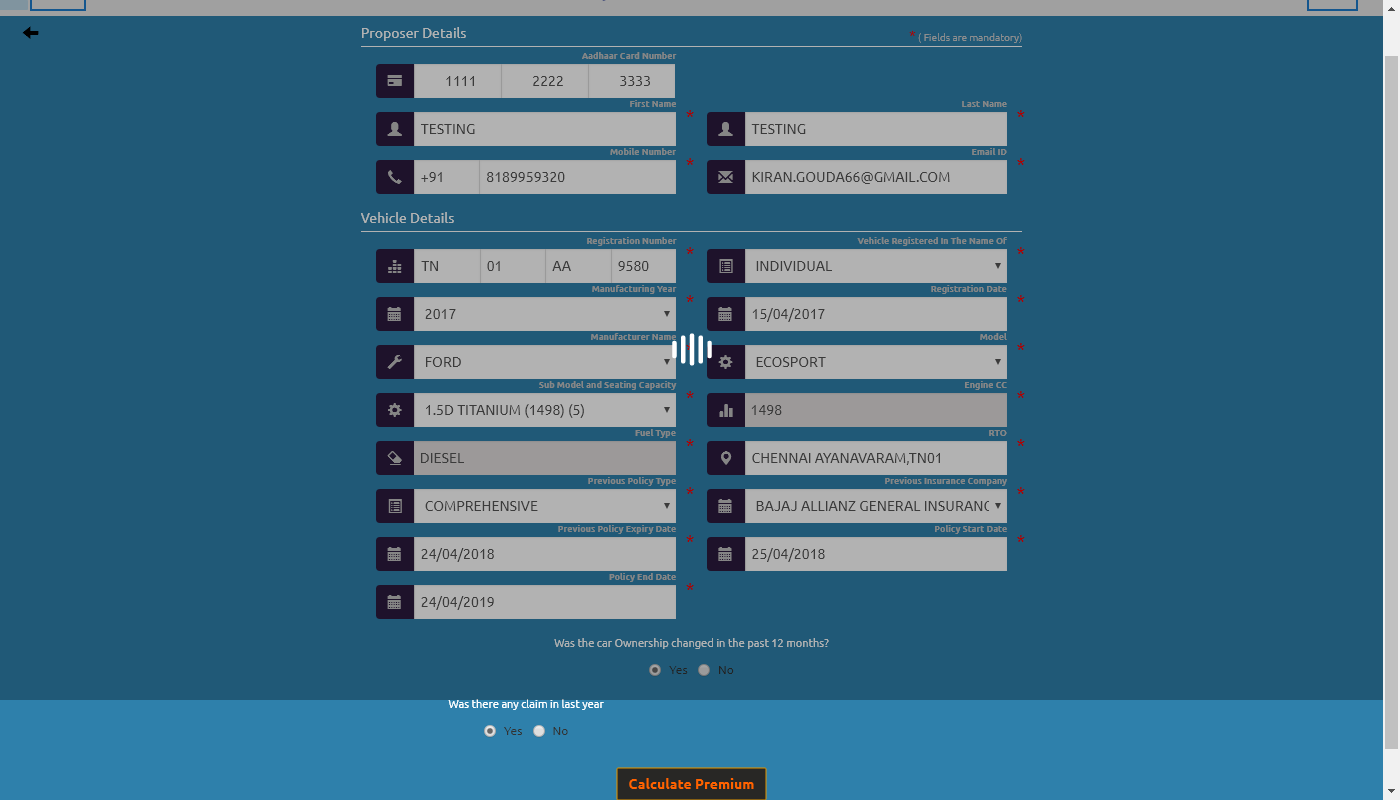 Proposer Details
* ( Fields are mandatory)
Aadhaar Card Number
1111 2222 3333
First Name * Last Name *
TESTING TESTING
Mobile Number * Email ID *
+91 8189959320 KIRAN.GOUDA66@GMAIL.COM
Vehicle Details
Registration Number * Vehicle Registered In The Name Of *
TN 01 AA 9580 INDIVIDUAL
Manufacturing Year * Registration Date *
2017 15/04/2017
Manufacturer Name Model *
FORD ECOSPORT
Sub Model and Seating Capacity * Engine CC *
1.5D TITANIUM (1498) (5) 1498
Fuel Type * RTO *
DIESEL CHENNAI AYANAVARAM,TN01
Previous Policy Type * Previous Insurance Company *
COMPREHENSIVE BAJAJ ALLIANZ GENERAL INSURANC
Previous Policy Expiry Date * Policy Start Date *
24/04/2018 25/04/2018
Policy End Date *
24/04/2019
Was the car Ownership changed in the past 12 months?
Yes No
Was there any claim in last year
Yes No
Calculate Premium